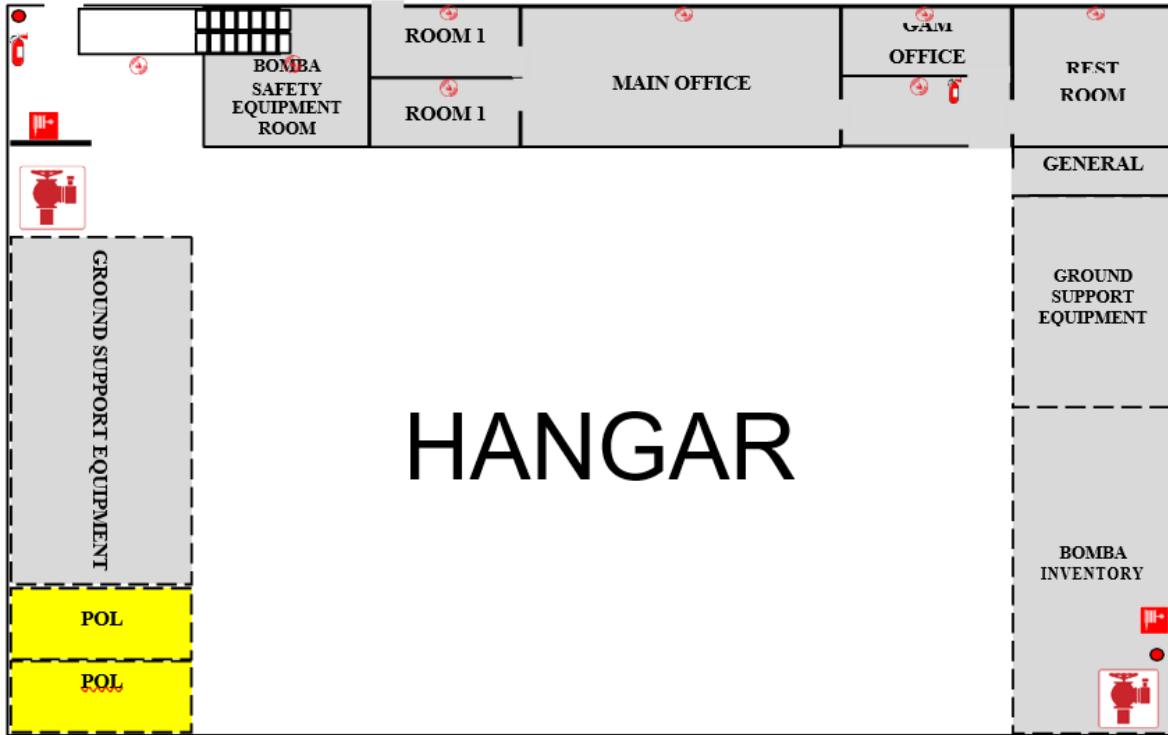 ROOM 1
GAM
OFFICE
BOMBA
SAFETY
EQUIPMENT
ROOM
ROOM 1
MAIN OFFICE
REST
ROOM
GENERAL
GROUND SUPPORT EQUIPMENT
GROUND
SUPPORT
EQUIPMENT
HANGAR
BOMBA
INVENTORY
POL
POL